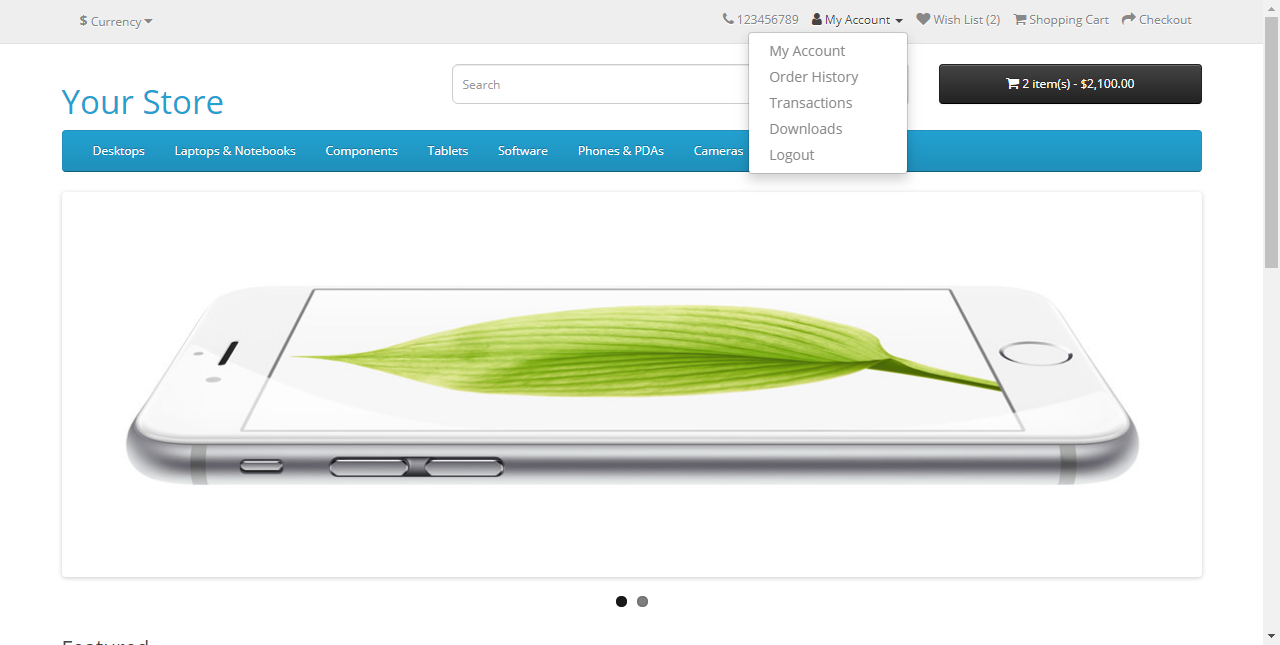 $ Currency
123456789 My Account Wish List (2) Shopping Cart Checkout
My Account
Order History
Transactions
Downloads
Logout
Your Store
Search
2 item(s) - $2,100.00
Desktops Laptops & Notebooks Components Tablets Software Phones & PDAs Cameras
Featured